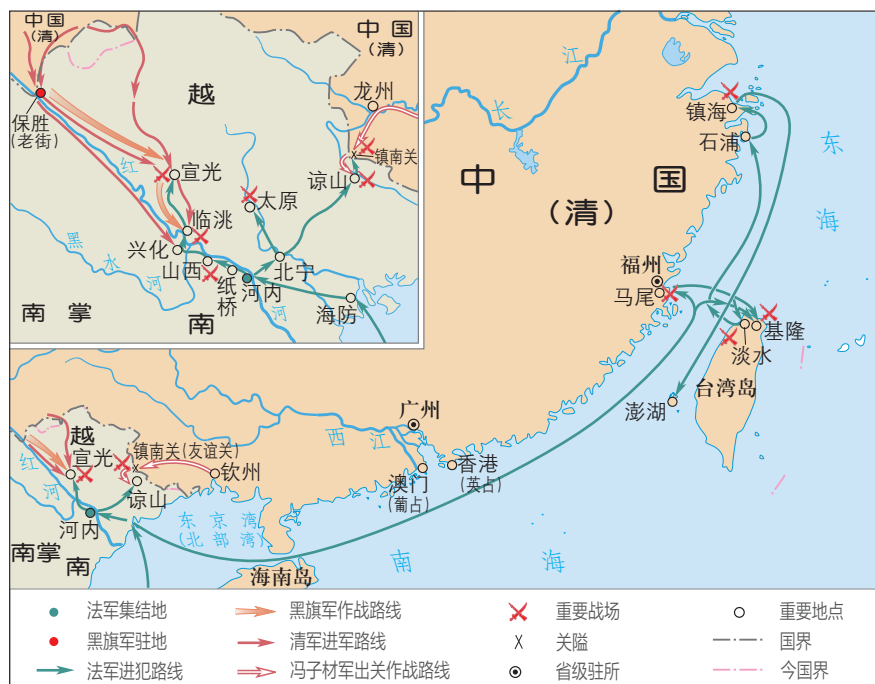 中国
(清)
中国
(清)
越
龙州
保胜
(老街)
镇南关
红
宣光
谅山
太原
临洮
兴化
山西
北宁
纸桥
河内
河
黑水河
海防
南掌
南
长江
中国
(清)
镇海
石浦
东海
福州
马尾
基隆
淡水
台湾岛
澎湖
广州
西江
香港
(英占)
澳门
(葡占)
越
宣光
镇南关(友谊关)
钦州
谅山
红河
河内
东京湾
(北部湾)
南掌
南
海南岛
南海
法军集结地
黑旗军作战路线
重要战场
重要地点
黑旗军驻地
清军进军路线
关隘
国界
法军进犯路线
冯子材军出关作战路线
省级驻所
今国界